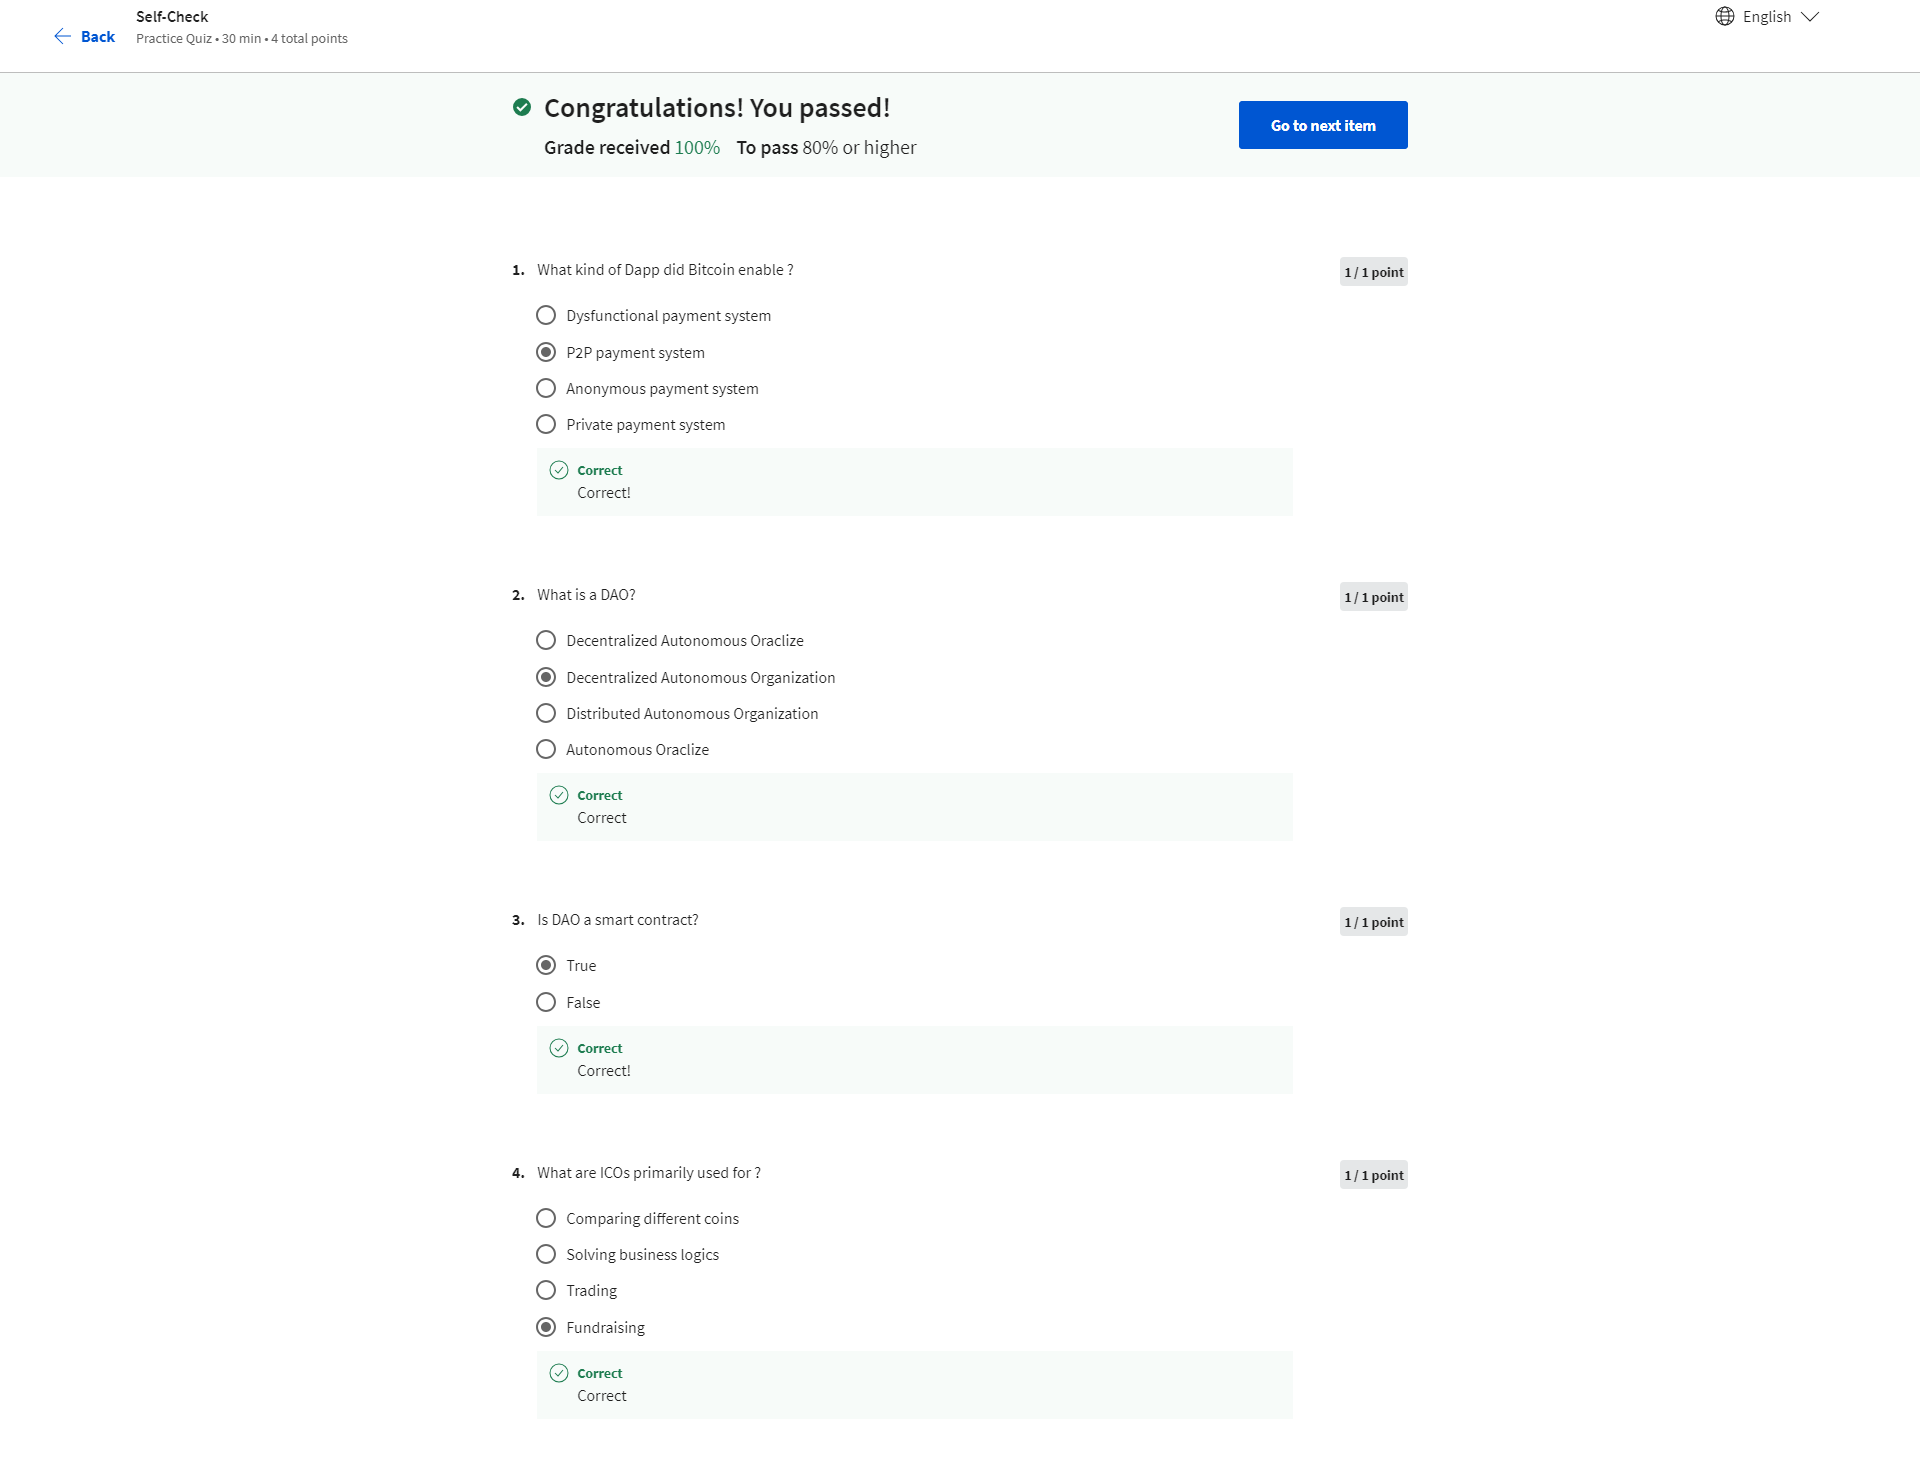 Self-Check
Back
Practice Quiz • 30 min • 4 total points
English
Congratulations! You passed!
Grade received 100% To pass 80% or higher
Go to next item
1. What kind of Dapp did Bitcoin enable ?
1 / 1 point
Dysfunctional payment system
P2P payment system
Anonymous payment system
Private payment system
Correct
Correct!
2. What is a DAO?
1 / 1 point
Decentralized Autonomous Oraclize
Decentralized Autonomous Organization
Distributed Autonomous Organization
Autonomous Oraclize
Correct
Correct
3. Is DAO a smart contract?
1 / 1 point
True
False
Correct
Correct!
4. What are ICOs primarily used for ?
1 / 1 point
Comparing different coins
Solving business logics
Trading
Fundraising
Correct
Correct